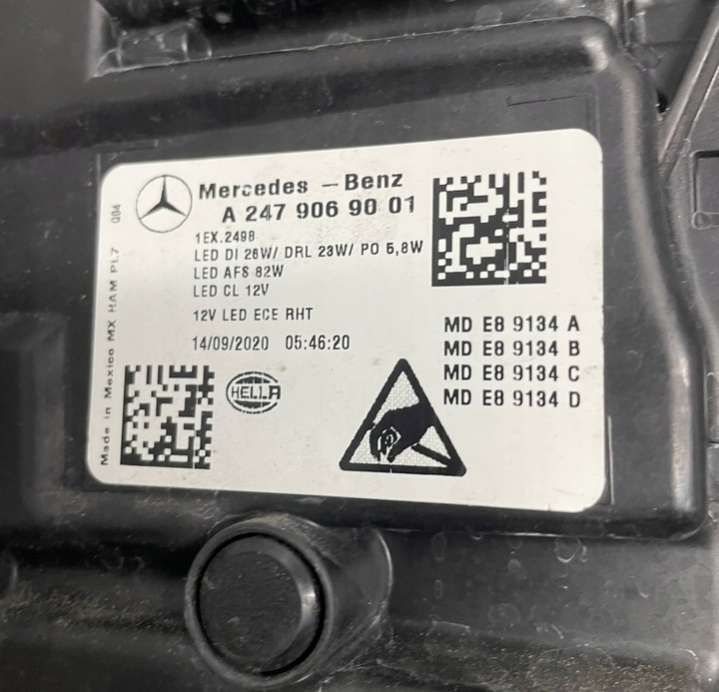 Mercedes - Benz
A 247 906 90 01
1EX.2498
LED DI 26W/ DRL 23W/ PO 5,8W
LED AFS 82W
LED CL 12V
12V LED ECE RHT
14/09/2020 05:46:20
MD E8 9134 A
MD E8 9134 B
MD E8 9134 C
MD E8 9134 D
HELLA
Made in Mexico MX HAM PL7 004